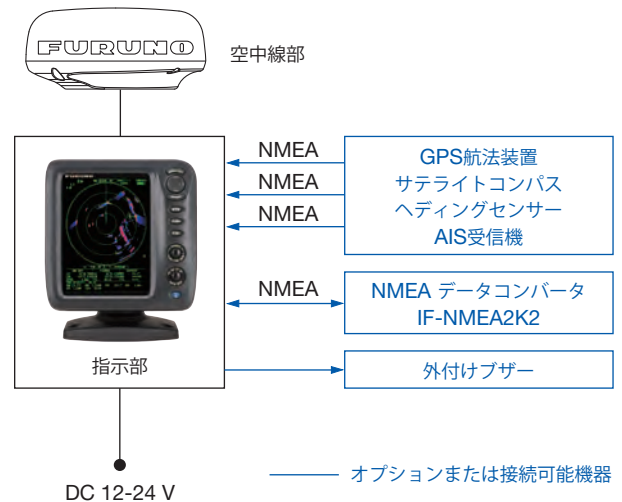 FURUNO
空中線部
NMEA
NMEA
NMEA
GPS航法装置
サテライトコンパス
ヘディングセンサー
AIS受信機
NMEA
NMEA データコンバータ
IF-NMEA2K2
外付けブザー
指示部
DC 12-24 V
オプションまたは接続可能機器